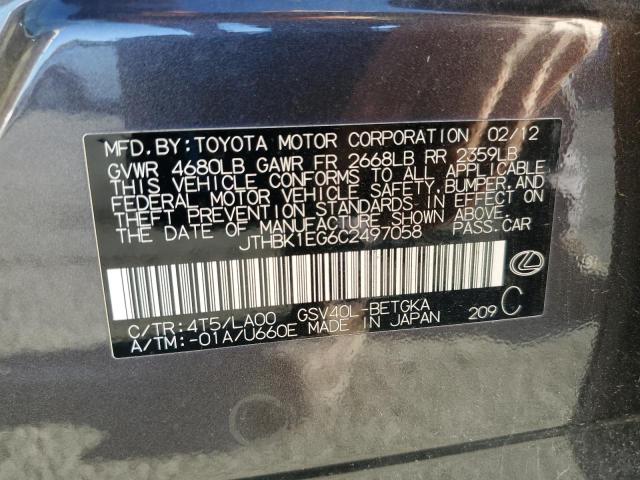 MFD.BY:TOYOTA MOTOR CORPORATION 02/12
GVWR 4680LB GAWR FR 2668LB RR 2359LB
THIS VEHICLE CONFORMS TO ALL APPLICABLE
FEDERAL MOTOR VEHICLE SAFETY,BUMPER,AND
THEFT PREVENTION STANDARDS IN EFFECT ON
THE DATE OF MANUFACTURE SHOWN ABOVE.
JTHBK1EG6C2497058 PASS.CAR
C/TR:4T5/LA00 GSV40L-BETGKA
A/TM:-01A/U660E MADE IN JAPAN 209 C